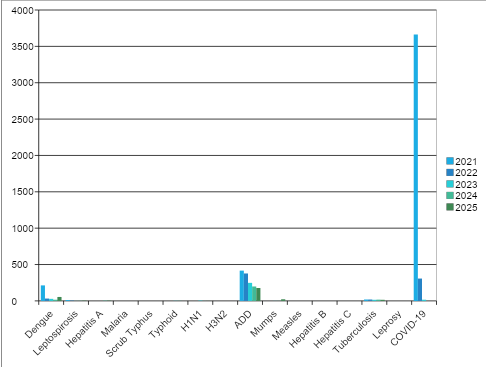 4000
3500
3000
2500
2000
1500
1000
500
0
Dengue
Leptospirosis
Hepatitis A
Malaria
Scrub Typhus
Typhoid
H1N1
H3N2
ADD
Mumps
Measles
Hepatitis B
Hepatitis C
Tuberculosis
Leprosy
COVID-19
2021
2022
2023
2024
2025